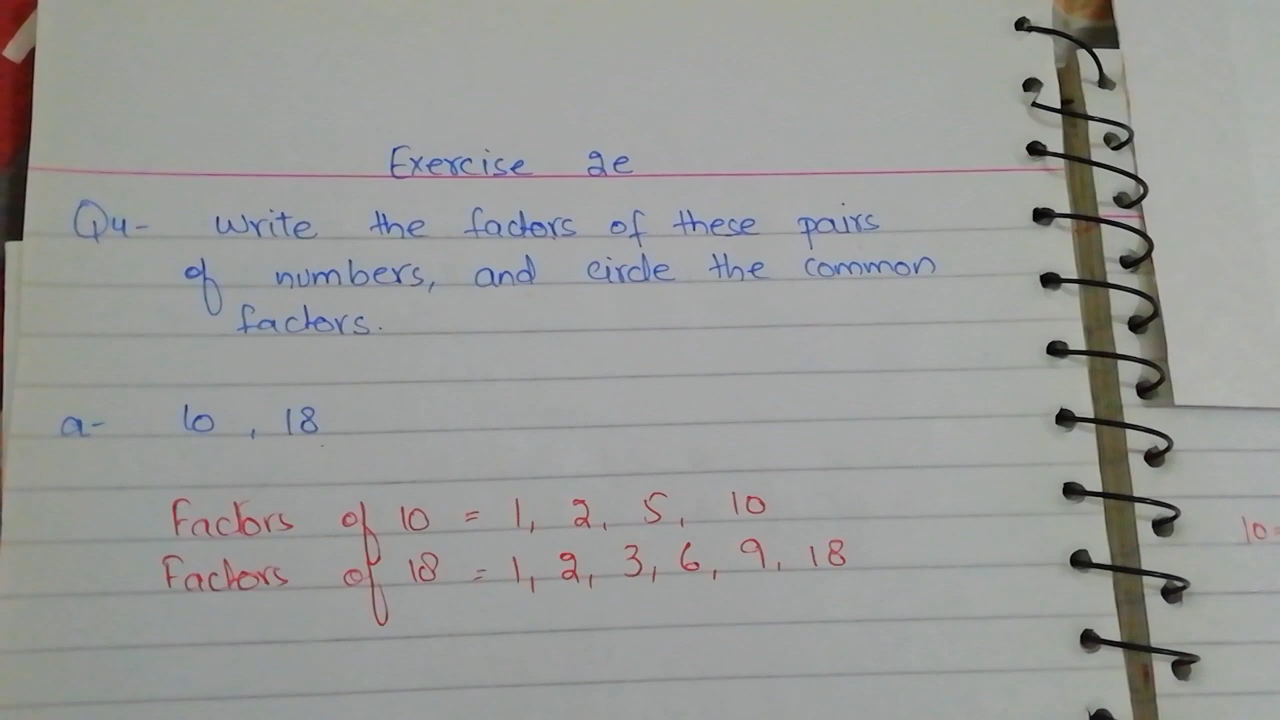 Exercise 2e
Q4- Write the factors of these pairs
of numbers, and circle the common
factors.
a- 10 , 18
Factors of 10 = 1, 2, 5, 10
Factors of 18 = 1, 2, 3, 6, 9, 18
10=